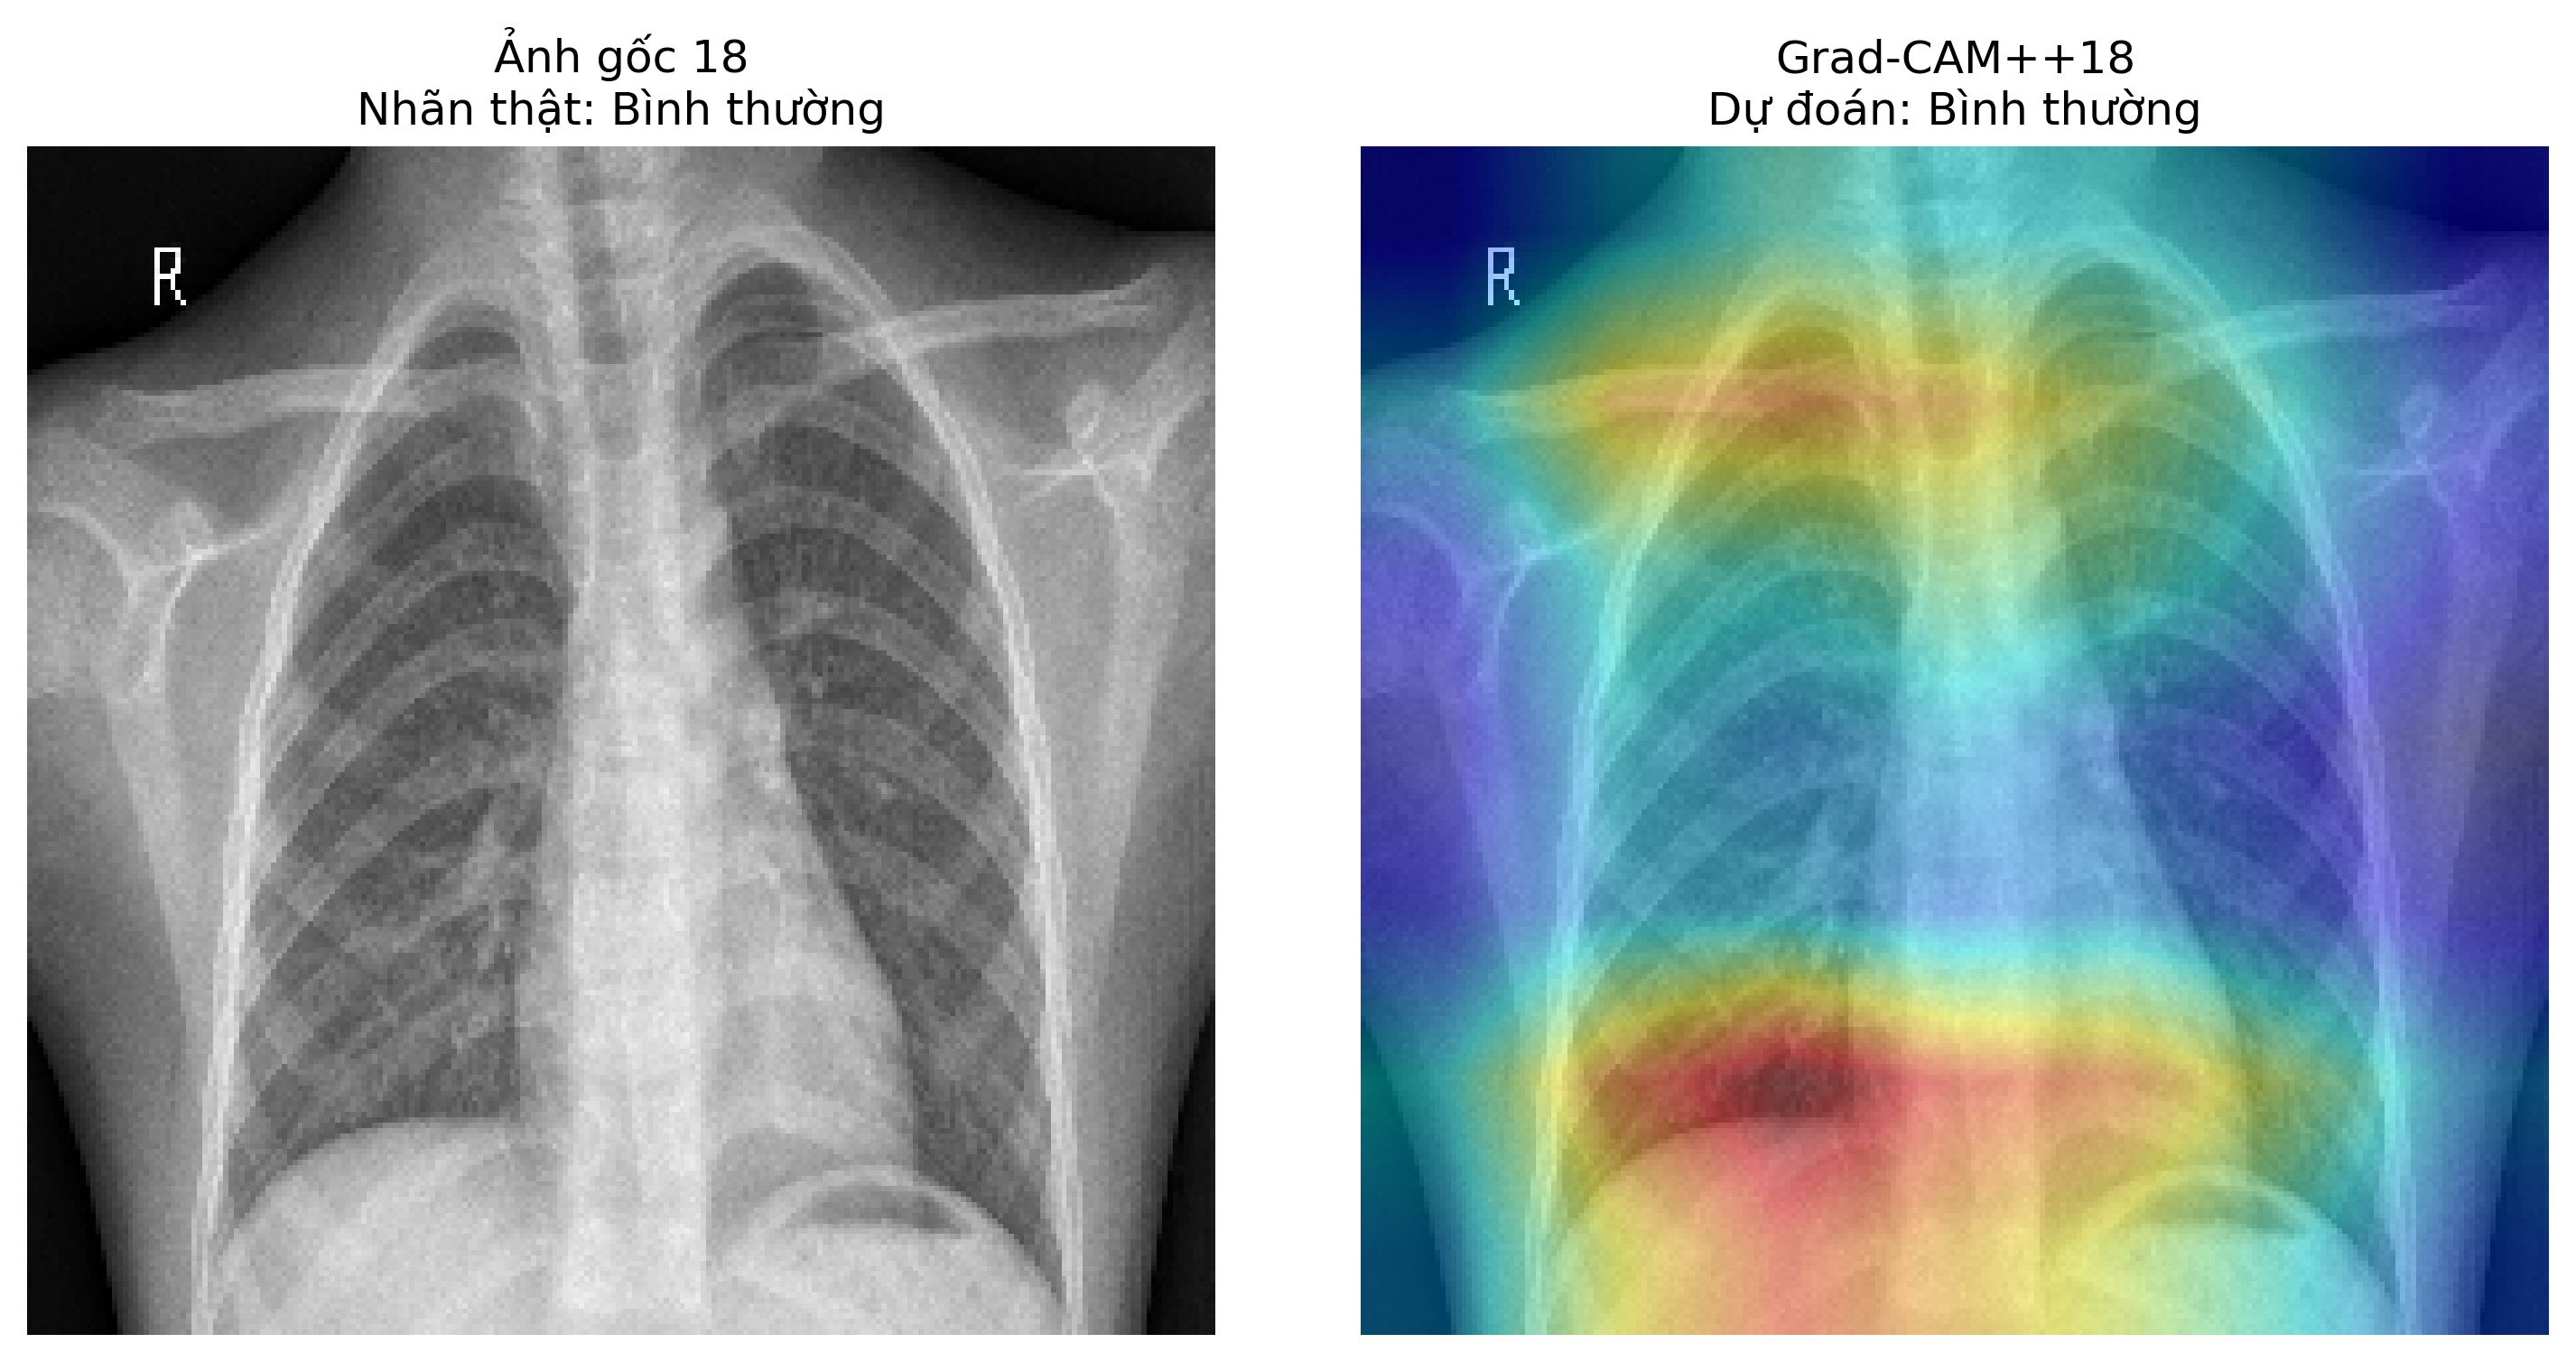 Ảnh gốc 18
Nhãn thật: Bình thường
Grad-CAM++18
Dự đoán: Bình thường
R
R